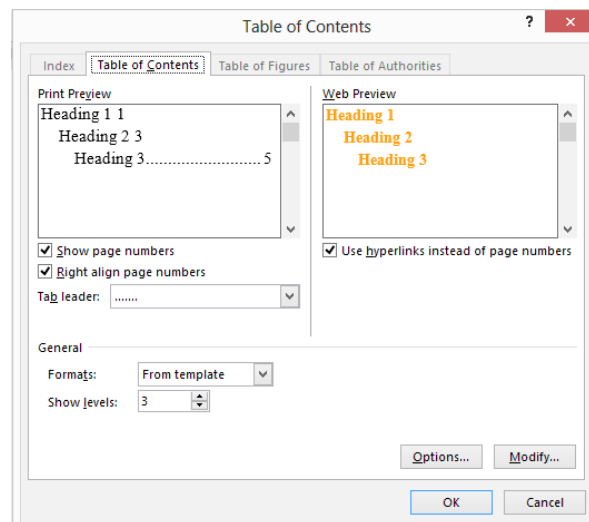 Table of Contents
? ×
Index Table of Contents Table of Figures Table of Authorities
Print Preview
Heading 1 1
Heading 2 3
Heading 3........................... 5
Web Preview
Heading 1
Heading 2
Heading 3
Show page numbers
Right align page numbers
Tab leader: .......
Use hyperlinks instead of page numbers
General
Formats: From template
Show levels: 3
Options... Modify...
OK Cancel